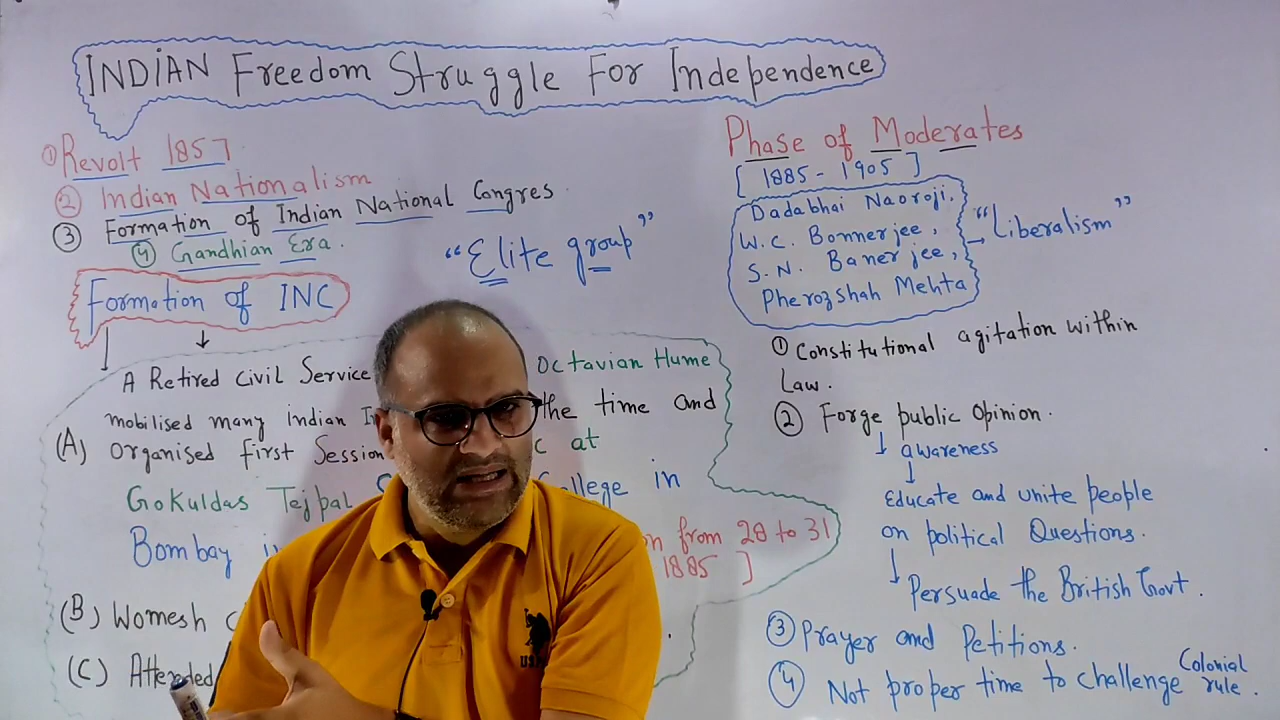 INDIAN Freedom Struggle For Independence
① Revolt 1857
② Indian Nationalism
③ Formation of Indian National Congres
④ Gandhian Era.
"Elite group"
Formation of INC
A Retired Civil Service Octavian Hume
mobilised many indian the time and
(A) Organised first Session at
Gokuldas Tejpal College in
Bombay from 28 to 31
1885 ]
(B) Womesh
(C) Attended
Phase of Moderates
[ 1885 - 1905 ]
Dadabhai Naoroji,
W.C. Bonnerjee,
S.N. Banerjee,
Pherozshah Mehta
"Liberalism"
① Constitutional agitation within
Law.
② Forge public Opinion.
awareness
Educate and unite people
on political Questions.
Persuade the British Govt.
③ Prayer and Petitions.
④ Not proper time to challenge Colonial
rule.